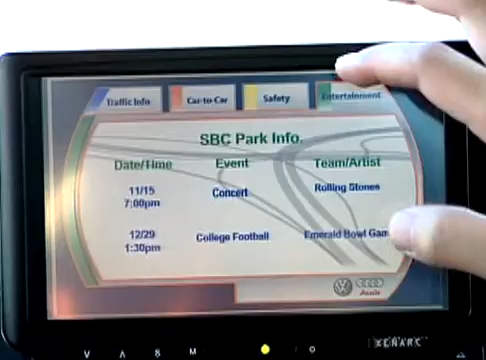 Traffic Info Car-to-Car Safety Entertainment
SBC Park Info.
Date/Time Event Team/Artist
11/15 Concert Rolling Stones
7:00pm
12/29 College Football Emerald Bowl Gam
1:30pm
Audi
XENARC
V A S M